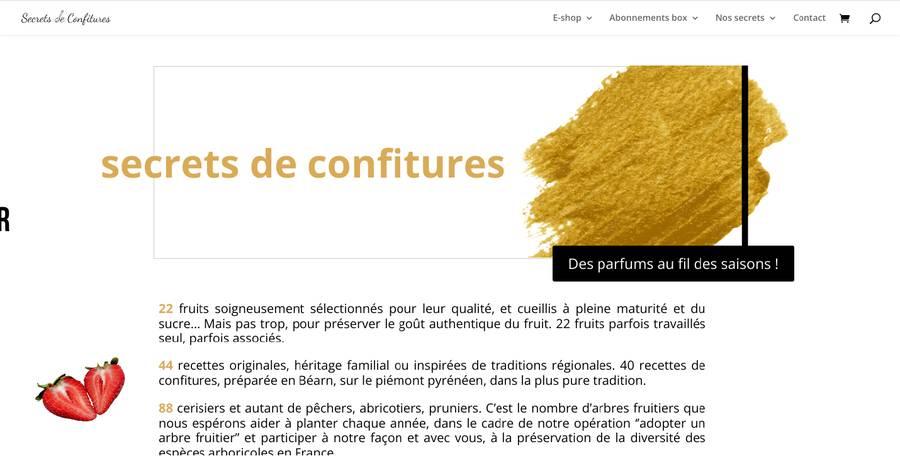 Secrets de Confitures
E-shop
Abonnements box
Nos secrets
Contact
secrets de confitures
R
Des parfums au fil des saisons !
22 fruits soigneusement sélectionnés pour leur qualité, et cueillis à pleine maturité et du
sucre... Mais pas trop, pour préserver le goût authentique du fruit. 22 fruits parfois travaillés
seul, parfois associés.
44 recettes originales, héritage familial ou inspirées de traditions régionales. 40 recettes de
confitures, préparée en Béarn, sur le piémont pyrénéen, dans la plus pure tradition.
88 cerisiers et autant de pêchers, abricotiers, pruniers. C’est le nombre d’arbres fruitiers que
nous espérons aider à planter chaque année, dans le cadre de notre opération “adopter un
arbre fruitier” et participer à notre façon et avec vous, à la préservation de la diversité des
espèces arboricoles en France.